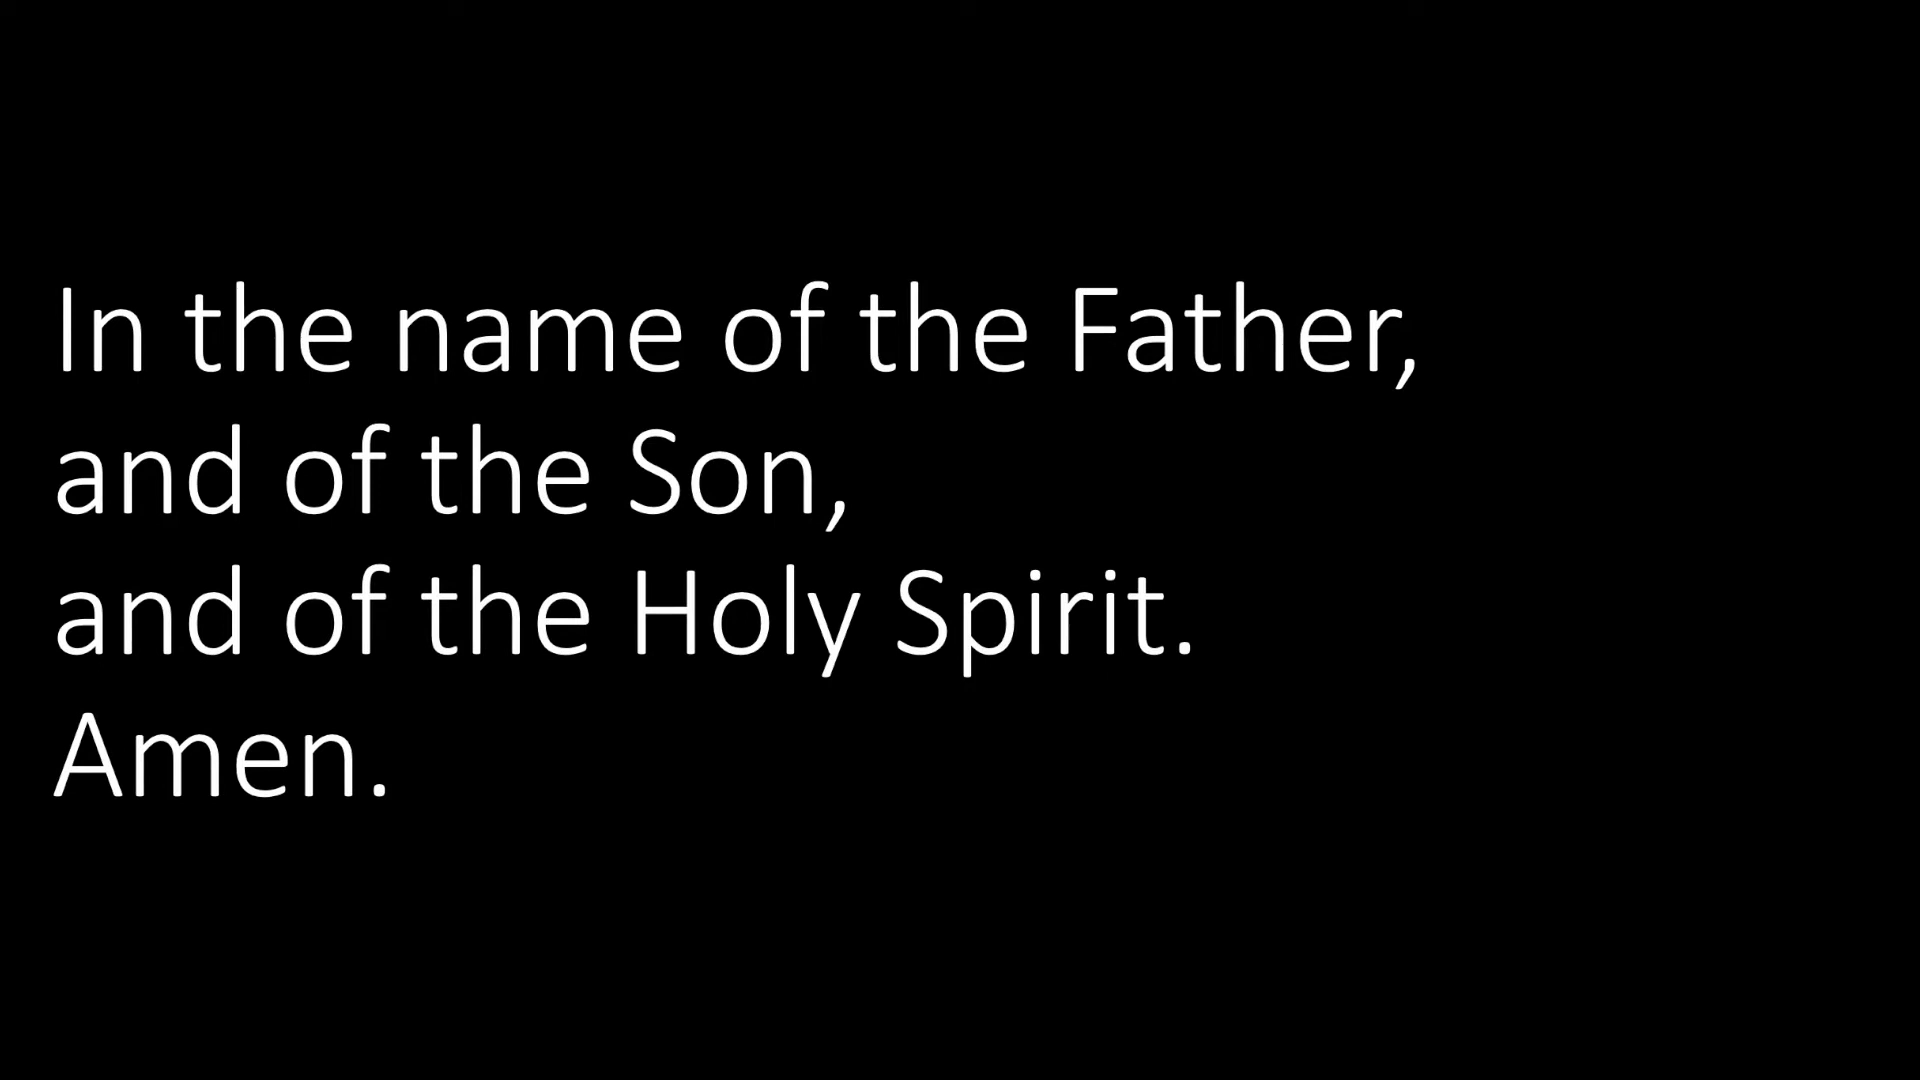 In the name of the Father,
and of the Son,
and of the Holy Spirit.
Amen.